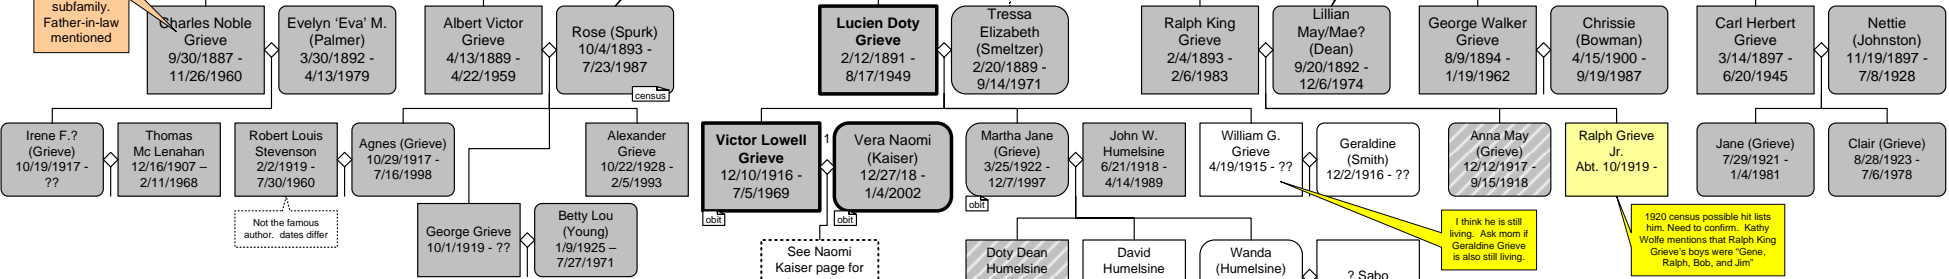 subfamily.
Father-in-law
mentioned
Charles Noble
Grieve
9/30/1887 -
11/26/1960
Evelyn ‘Eva’ M.
(Palmer)
3/30/1892 -
4/13/1979
Albert Victor
Grieve
4/13/1889 -
4/22/1959
Rose (Spurk)
10/4/1893 -
7/23/1987
census
Lucien Doty
Grieve
2/12/1891 -
8/17/1949
Tressa
Elizabeth
(Smeltzer)
2/20/1889 -
9/14/1971
Ralph King
Grieve
2/4/1893 -
2/6/1983
Lillian
May/Mae?
(Dean)
9/20/1892 -
12/6/1974
George Walker
Grieve
8/9/1894 -
1/19/1962
Chrissie
(Bowman)
4/15/1900 -
9/19/1987
Carl Herbert
Grieve
3/14/1897 -
6/20/1945
Nettie
(Johnston)
11/19/1897 -
7/8/1928
Irene F.?
(Grieve)
10/19/1917 -
??
Thomas
Mc Lenahan
12/16/1907 –
2/11/1968
Robert Louis
Stevenson
2/2/1919 -
7/30/1960
Agnes (Grieve)
10/29/1917 -
7/16/1998
Alexander
Grieve
10/22/1928 -
2/5/1993
Victor Lowell
Grieve
12/10/1916 -
7/5/1969
obit
1
Vera Naomi
(Kaiser)
12/27/18 -
1/4/2002
obit
Martha Jane
(Grieve)
3/25/1922 -
12/7/1997
obit
John W.
Humelsine
6/21/1918 -
4/14/1989
William G.
Grieve
4/19/1915 - ??
Geraldine
(Smith)
12/2/1916 - ??
Anna May
(Grieve)
12/12/1917 -
9/15/1918
Ralph Grieve
Jr.
Abt. 10/1919 -
Jane (Grieve)
7/29/1921 -
1/4/1981
Clair (Grieve)
8/28/1923 -
7/6/1978
Not the famous
author.  dates differ
George Grieve
10/1/1919 - ??
Betty Lou
(Young)
1/9/1925 –
7/27/1971
See Naomi
Kaiser page for
Doty Dean
Humelsine
David
Humelsine
Wanda
(Humelsine)
? Sabo
I think he is still
living.  Ask mom if
Geraldine Grieve
is also still living.
1920 census possible hit lists
him. Need to confirm.  Kathy
Wolfe mentions that Ralph King
Grieve’s boys were “Gene,
Ralph, Bob, and Jim”